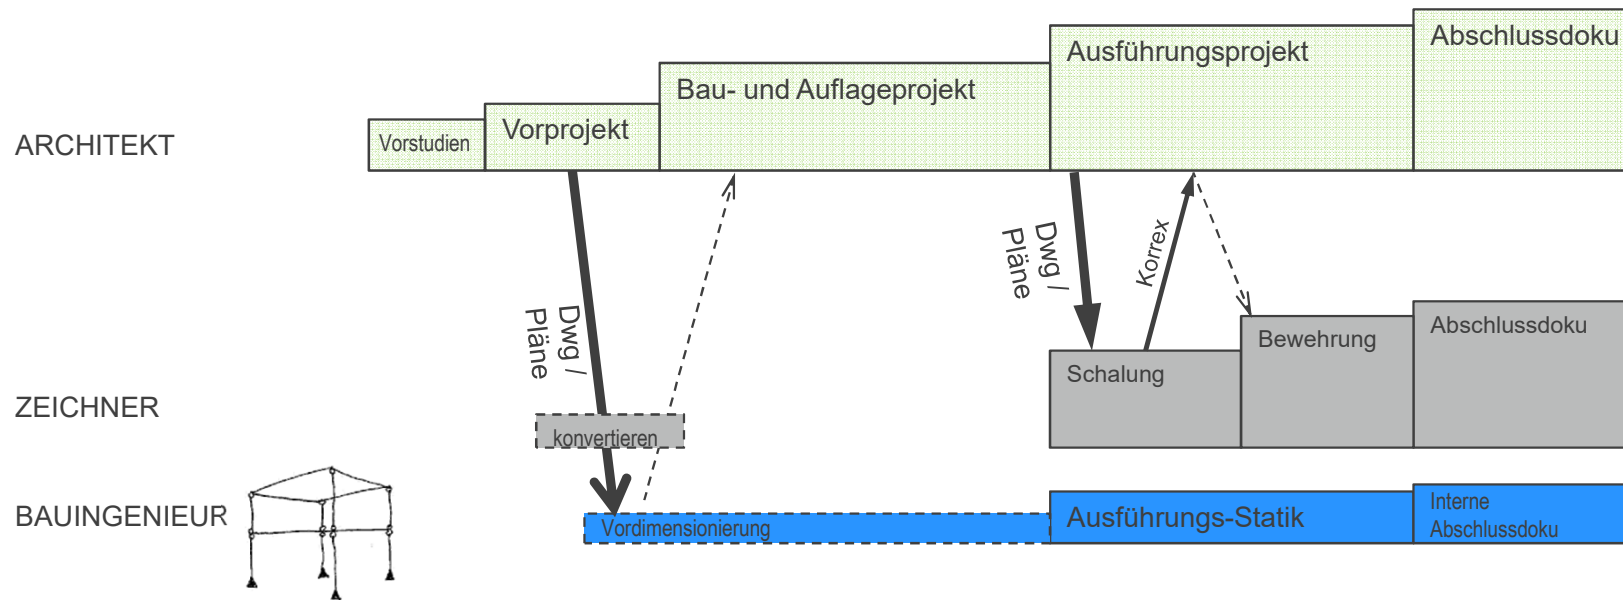 ARCHITEKT
Vorstudien
Vorprojekt
Bau- und Auflageprojekt
Ausführungsprojekt
Abschlussdoku
Dwg /
Pläne
Dwg /
Pläne
Korrex
ZEICHNER
konvertieren
Schalung
Bewehrung
Abschlussdoku
BAUINGENIEUR
Vordimensionierung
Ausführungs-Statik
Interne
Abschlussdoku